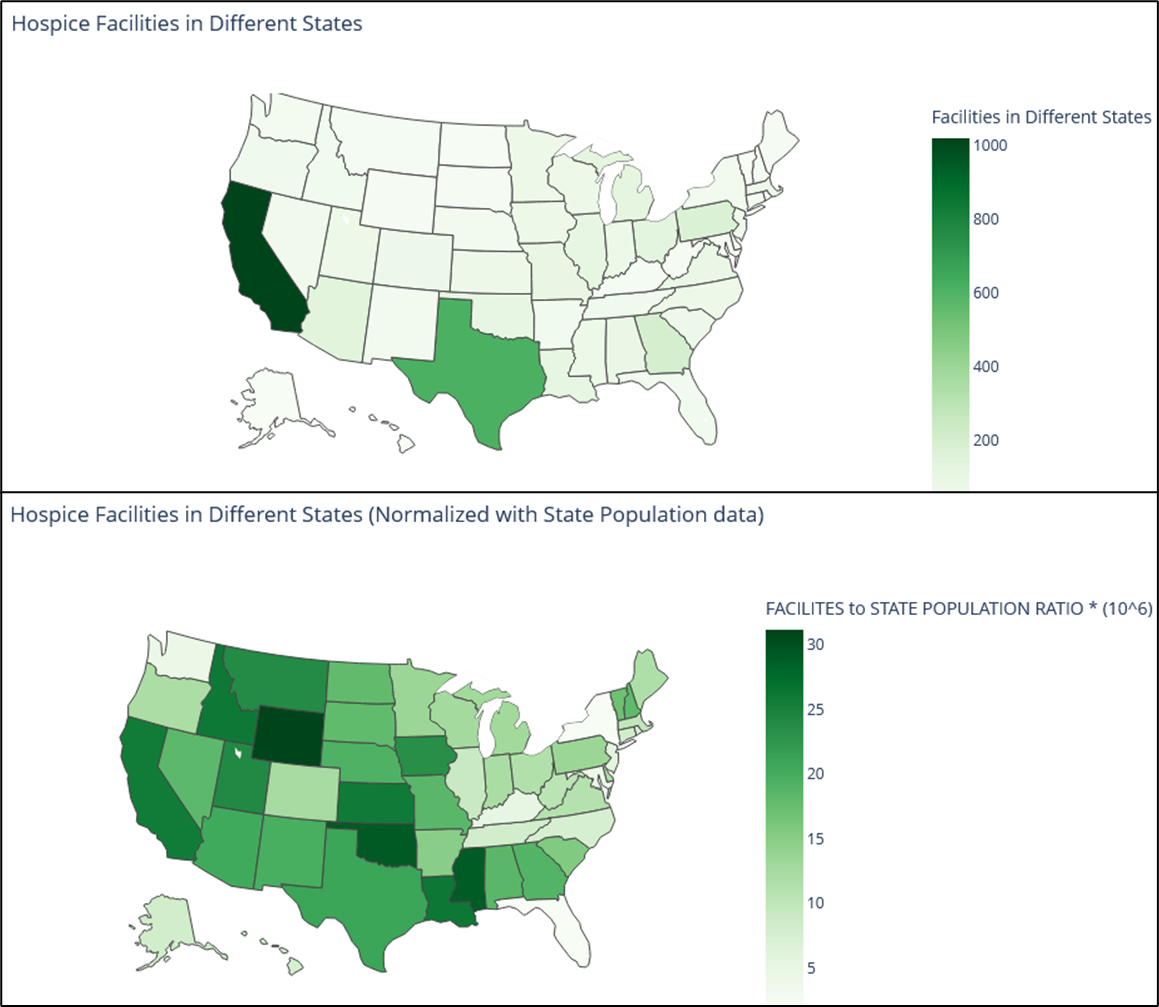 Hospice Facilities in Different States
Facilities in Different States
1000
800
600
400
200
Hospice Facilities in Different States (Normalized with State Population data)
FACILITES to STATE POPULATION RATIO * (10^6)
30
25
20
15
10
5